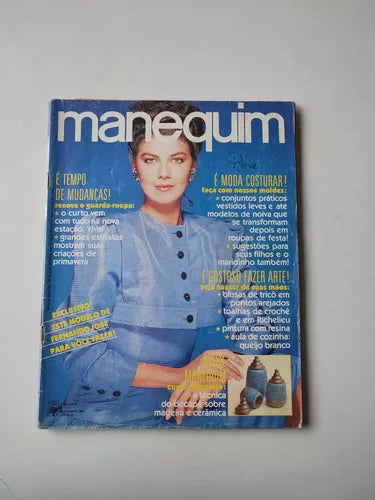 manequim
É TEMPO
DE
MUDANÇAS!
renove o guarda-roupa:
★ o curto vem
com tudo na nova
estação. Viva!
★ grandes estilistas
mostram suas
criações de
primavera
EXCLUSIVO!
ESTE MODELO DE
FERNANDO JOSÉ
PARA VOCÊ FAZER!
É MODA COSTURAR!
faça com nossos moldes:
★ conjuntos práticos
vestidos leves e até
modelos de noiva que
se transformam
depois em
roupas de festa!
★ sugestões para
seus filhos e o
maridinho também!
É GOSTOSO FAZER ARTE!
veja nascer de suas mãos:
★ blusas de tricô em
pontos arejados
★ toalhas de crochê
e em Richelieu
★ pintura com resina
★ aula de cozinha:
queijo branco
MANEQUIM
a técnica
do decapê sobre
madeira e cerâmica